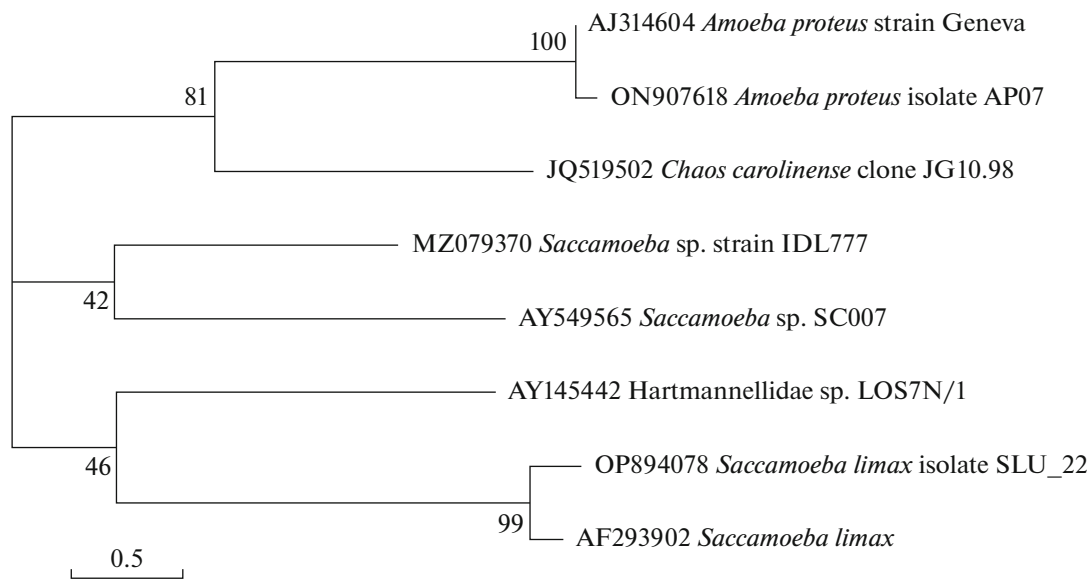 AJ314604 Amoeba proteus strain Geneva
100
ON907618 Amoeba proteus isolate AP07
81
JQ519502 Chaos carolinense clone JG10.98
MZ079370 Saccamoeba sp. strain IDL777
42
AY549565 Saccamoeba sp. SC007
AY145442 Hartmannellidae sp. LOS7N/1
46
OP894078 Saccamoeba limax isolate SLU_22
99
AF293902 Saccamoeba limax
0.5